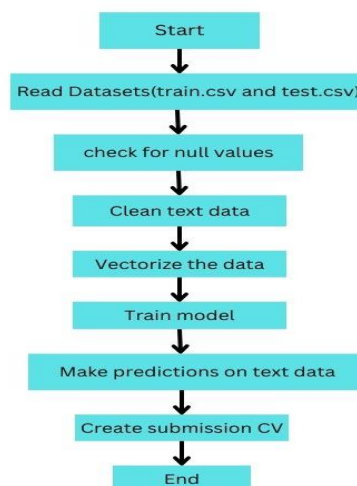 Start
Read Datasets(train.csv and test.csv)
check for null values
Clean text data
Vectorize the data
Train model
Make predictions on text data
Create submission CV
End